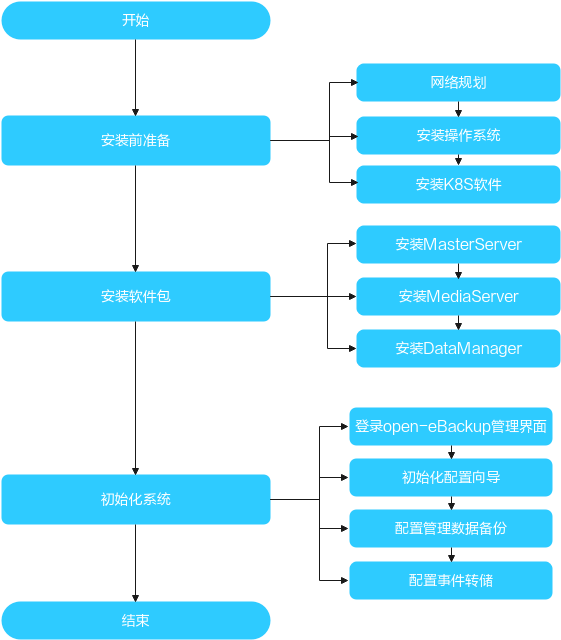 开始
安装前准备
网络规划
安装操作系统
安装K8S软件
安装软件包
安装MasterServer
安装MediaServer
安装DataManager
初始化系统
登录open-eBackup管理界面
初始化配置向导
配置管理数据备份
配置事件转储
结束